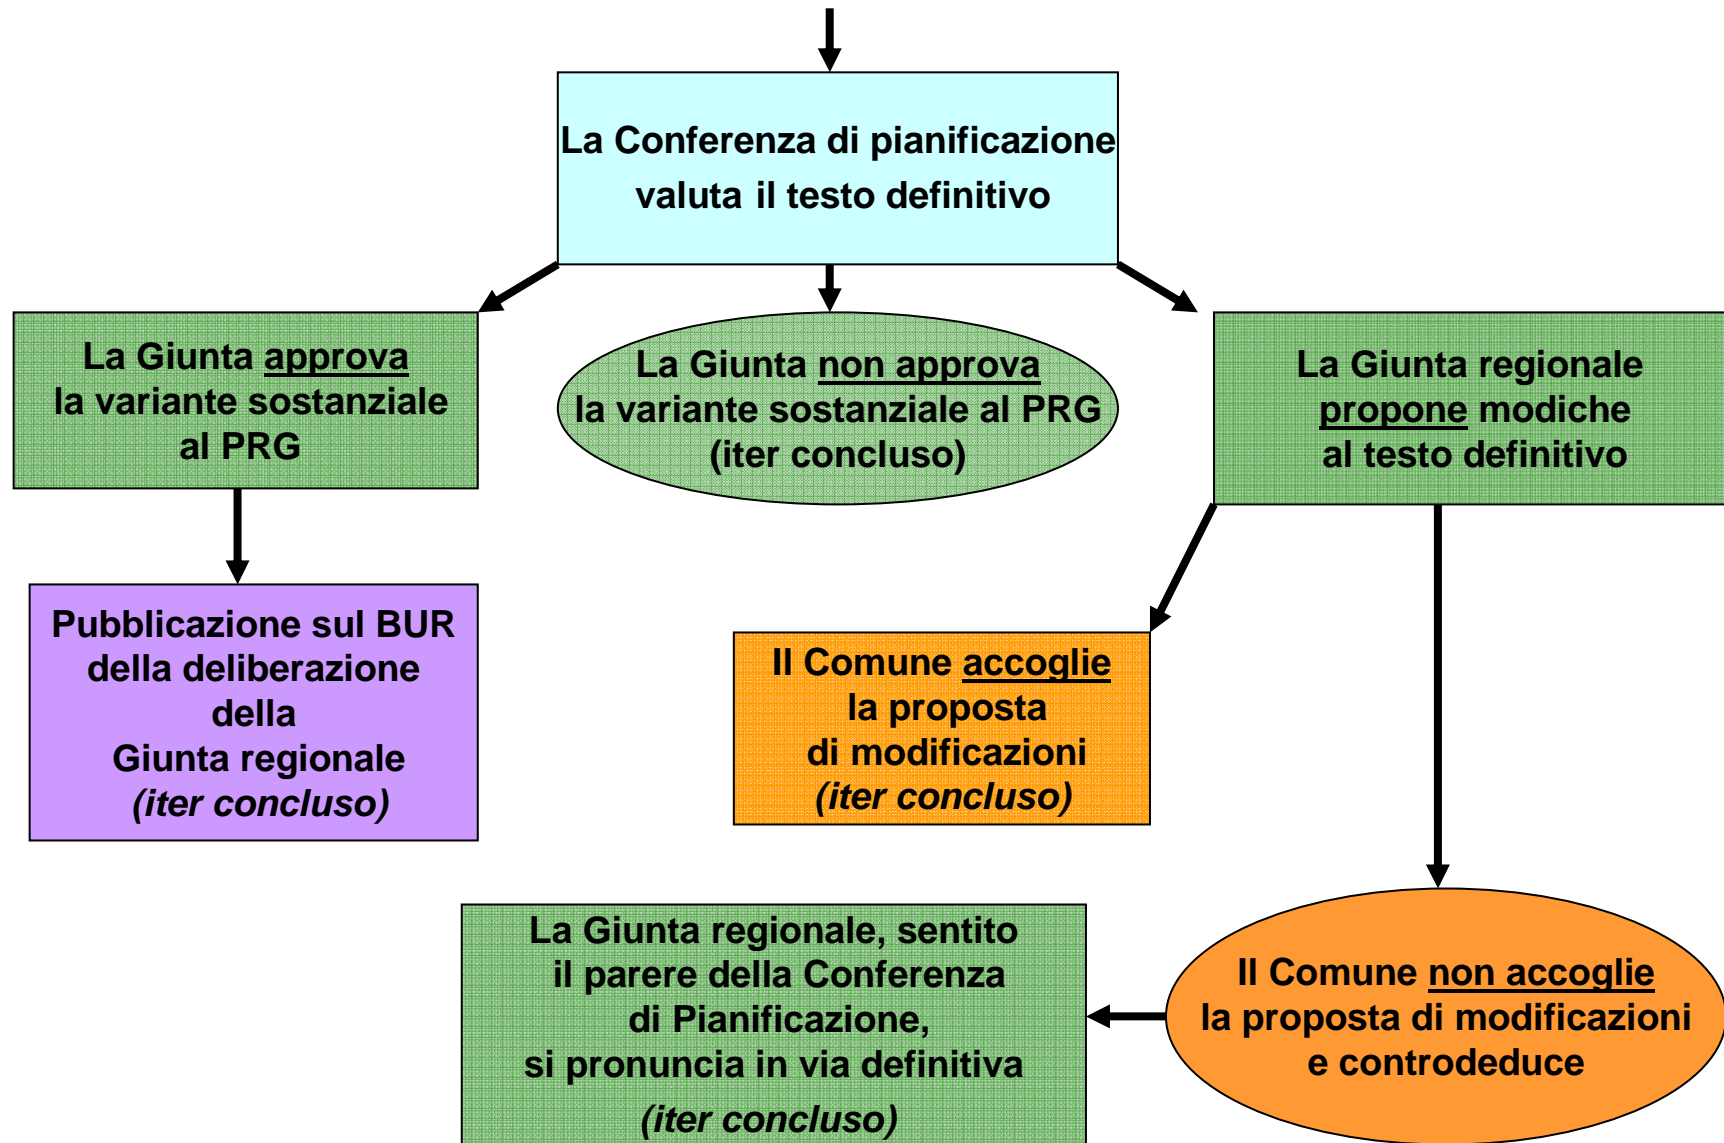 La Conferenza di pianificazione
valuta il testo definitivo
La Giunta approva
la variante sostanziale
al PRG
La Giunta non approva
la variante sostanziale al PRG
(iter concluso)
La Giunta regionale
propone modiche
al testo definitivo
Pubblicazione sul BUR
della deliberazione
della
Giunta regionale
(iter concluso)
Il Comune accoglie
la proposta
di modificazioni
(iter concluso)
La Giunta regionale, sentito
il parere della Conferenza
di Pianificazione,
si pronuncia in via definitiva
(iter concluso)
Il Comune non accoglie
la proposta di modificazioni
e controdeduce